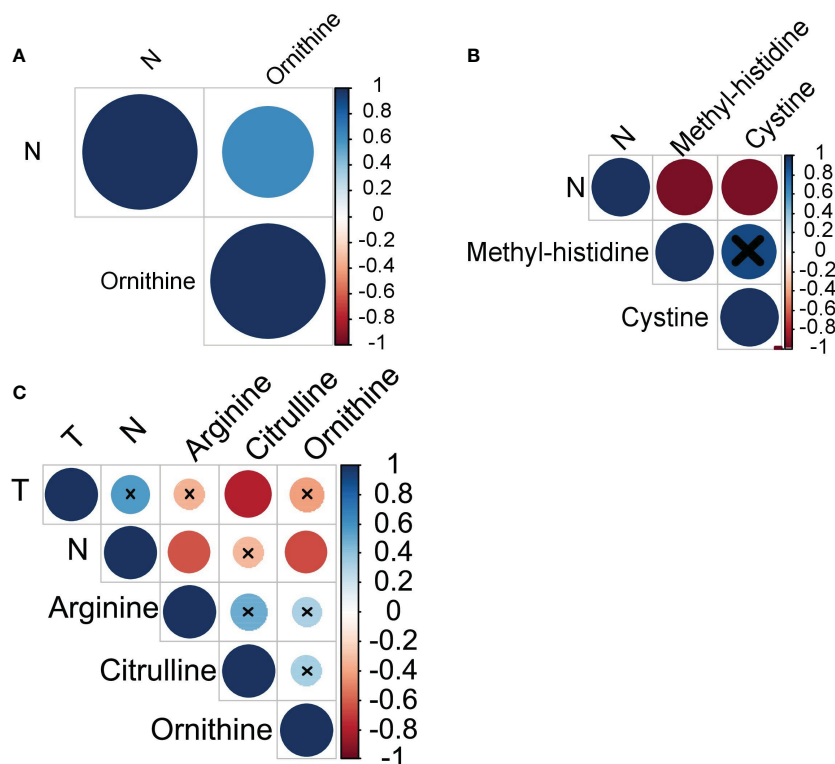 A
N
Ornithine
N
Ornithine
1
0.8
0.6
0.4
0.2
0
-0.2
-0.4
-0.6
-0.8
-1
B
N
Methyl-histidine
Cystine
N
Methyl-histidine
Cystine
1
0.8
0.6
0.4
0.2
0
-0.2
-0.4
-0.6
-0.8
-1
C
T
N
Arginine
Citrulline
Ornithine
T
N
Arginine
Citrulline
Ornithine
1
0.8
0.6
0.4
0.2
0
-0.2
-0.4
-0.6
-0.8
-1